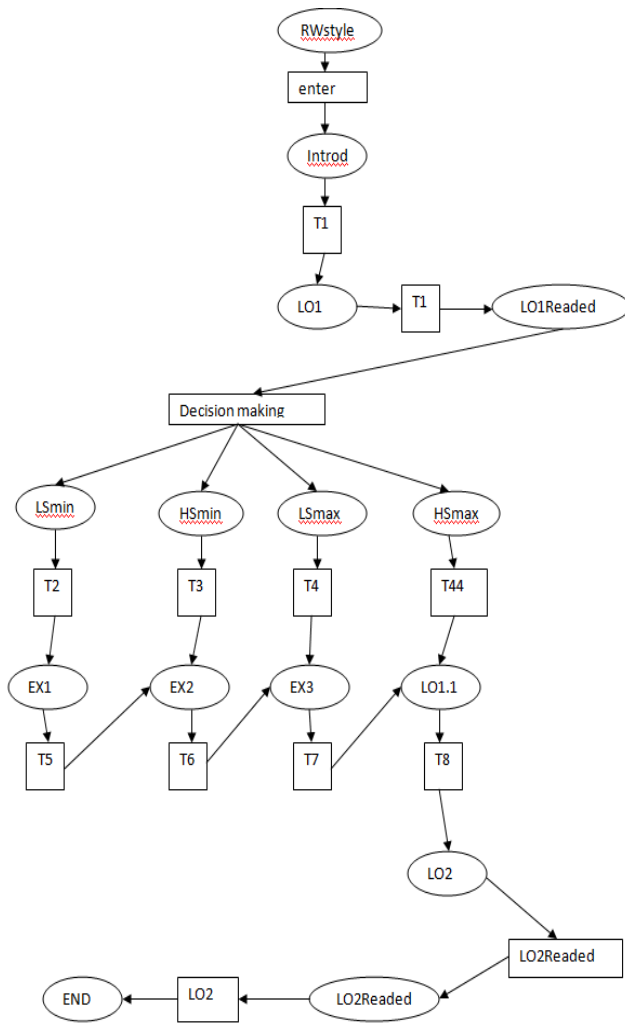 RWstyle
enter
Introd
T1
LO1
T1
LO1Readed
Decision making
LSmin
HSmin
LSmax
HSmax
T2
T3
T4
T44
EX1
EX2
EX3
LO1.1
T5
T6
T7
T8
LO2
LO2Readed
END
LO2
LO2Readed